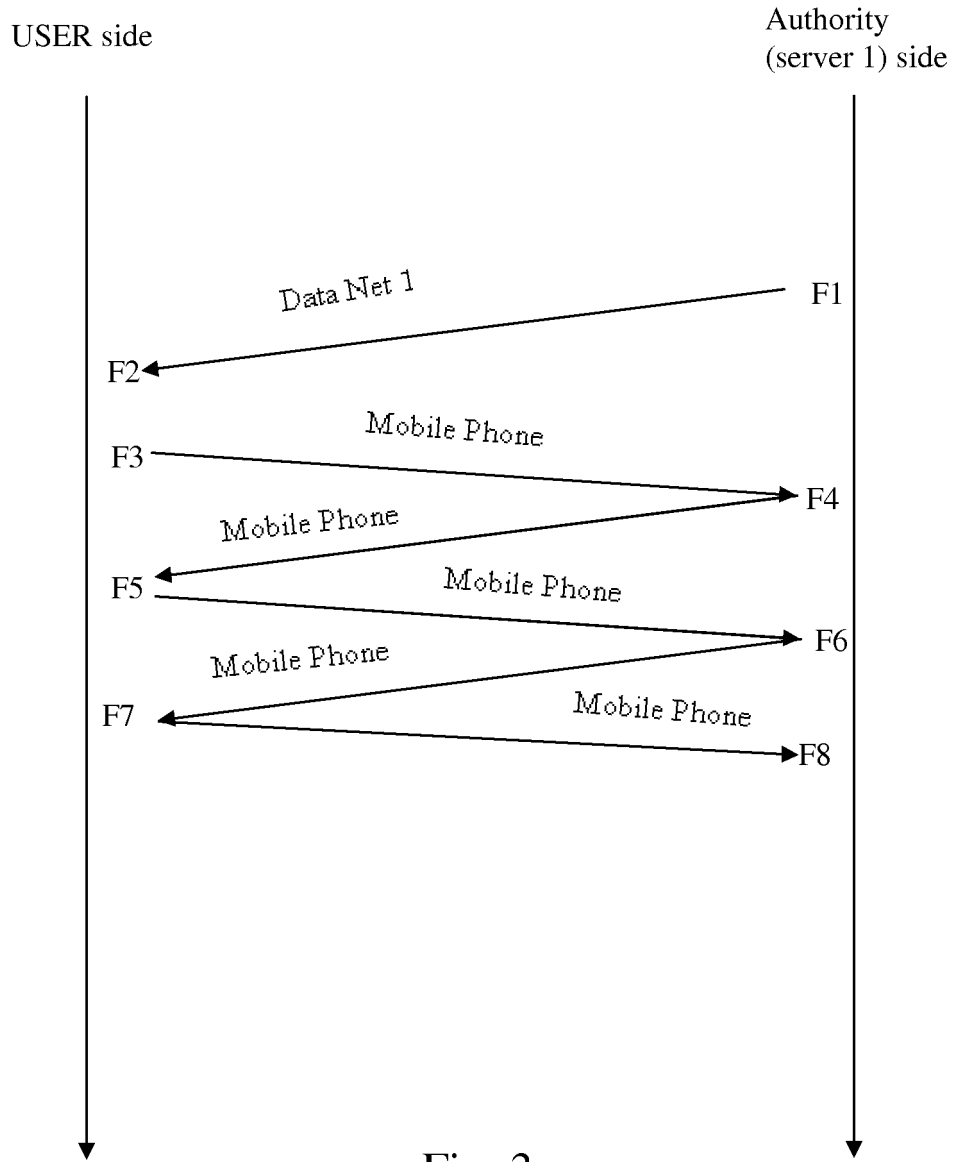 USER side
Authority
(server 1) side
Data Net 1
F1
F2
Mobile Phone
F3
F4
Mobile Phone
F5
Mobile Phone
F6
Mobile Phone
F7
Mobile Phone
F8